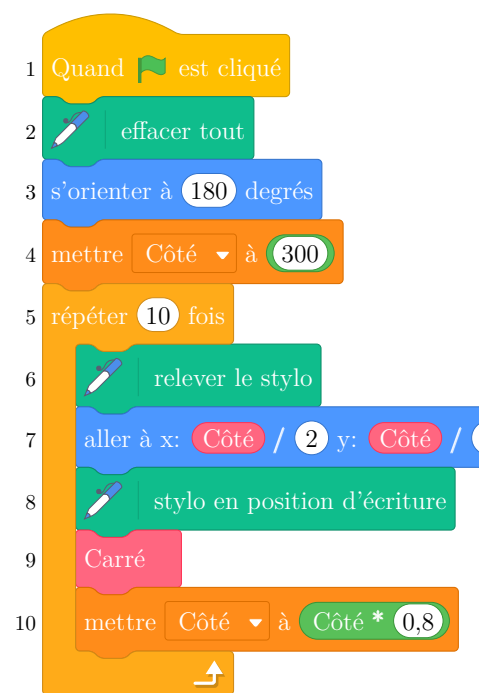 1 Quand est cliqué
2 effacer tout
3 s'orienter à 180 degrés
4 mettre Côté à 300
5 répéter 10 fois
6 relever le stylo
7 aller à x: Côté / 2 y: Côté /
8 stylo en position d'écriture
9 Carré
10 mettre Côté à Côté * 0,8